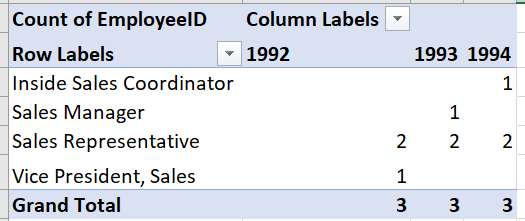 Count of EmployeeID Column Labels
Row Labels 1992 1993 1994
Inside Sales Coordinator 1
Sales Manager 1
Sales Representative 2 2 2
Vice President, Sales 1
Grand Total 3 3 3